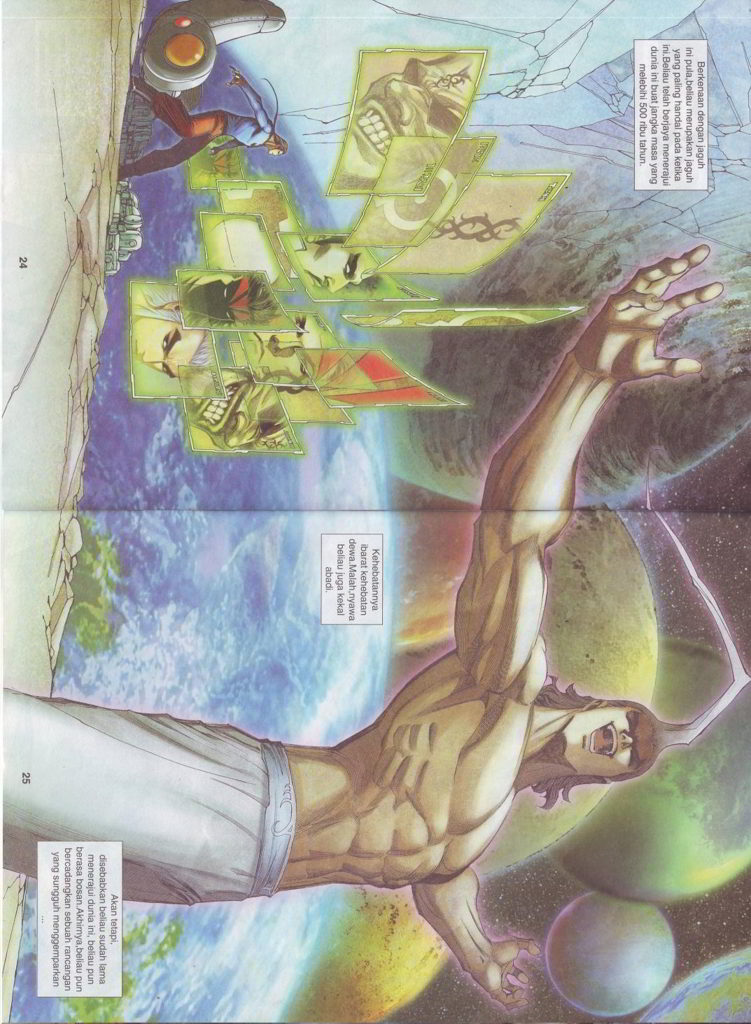 Berkenaan dengan jaguh
ini pula,beliau merupakan jaguh
yang paling handal pada ketika
ini.Beliau telah berjaya menerajui
dunia ini buat jangka masa yang
melebihi 500 ribu tahun.
Kehebatannya
ibarat kehebatan
dewa.Malah,nyawa
beliau juga kekal
abadi.
Akan tetapi,
disebabkan beliau sudah lama
menerajui dunia ini, beliau pun
berasa bosan.Akhirnya,beliau pun
bercadangkan sebuah rancangan
yang sungguh menggemparkan
...
24
25